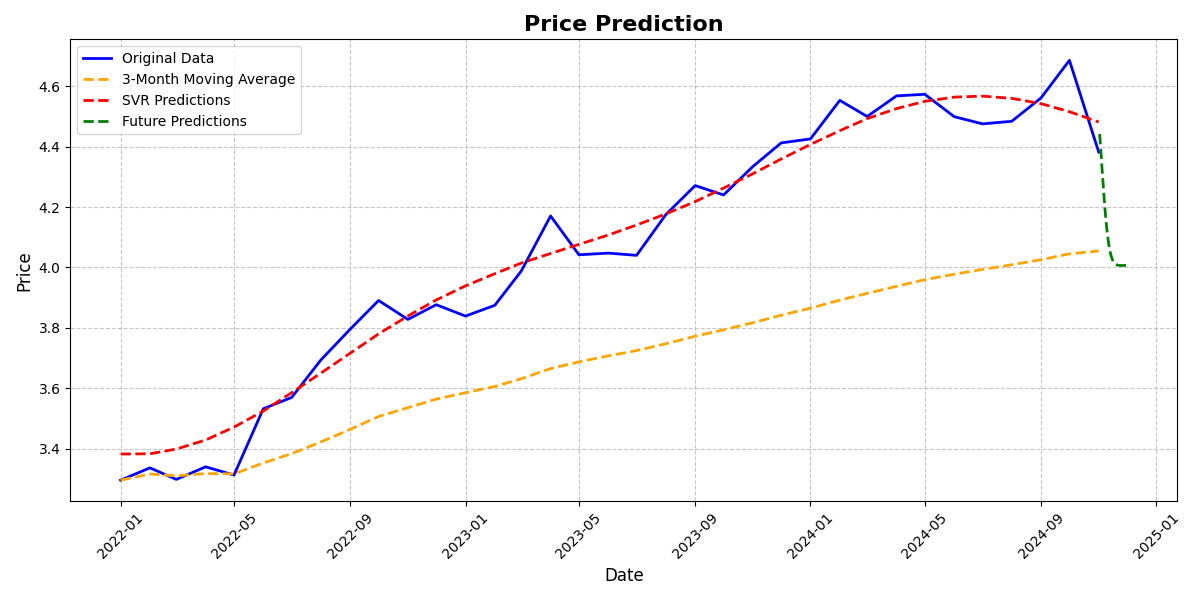 Price Prediction
Original Data
3-Month Moving Average
SVR Predictions
Future Predictions
Price
4.6
4.4
4.2
4.0
3.8
3.6
3.4
2022-01
2022-05
2022-09
2023-01
2023-05
2023-09
2024-01
2024-05
2024-09
2025-01
Date